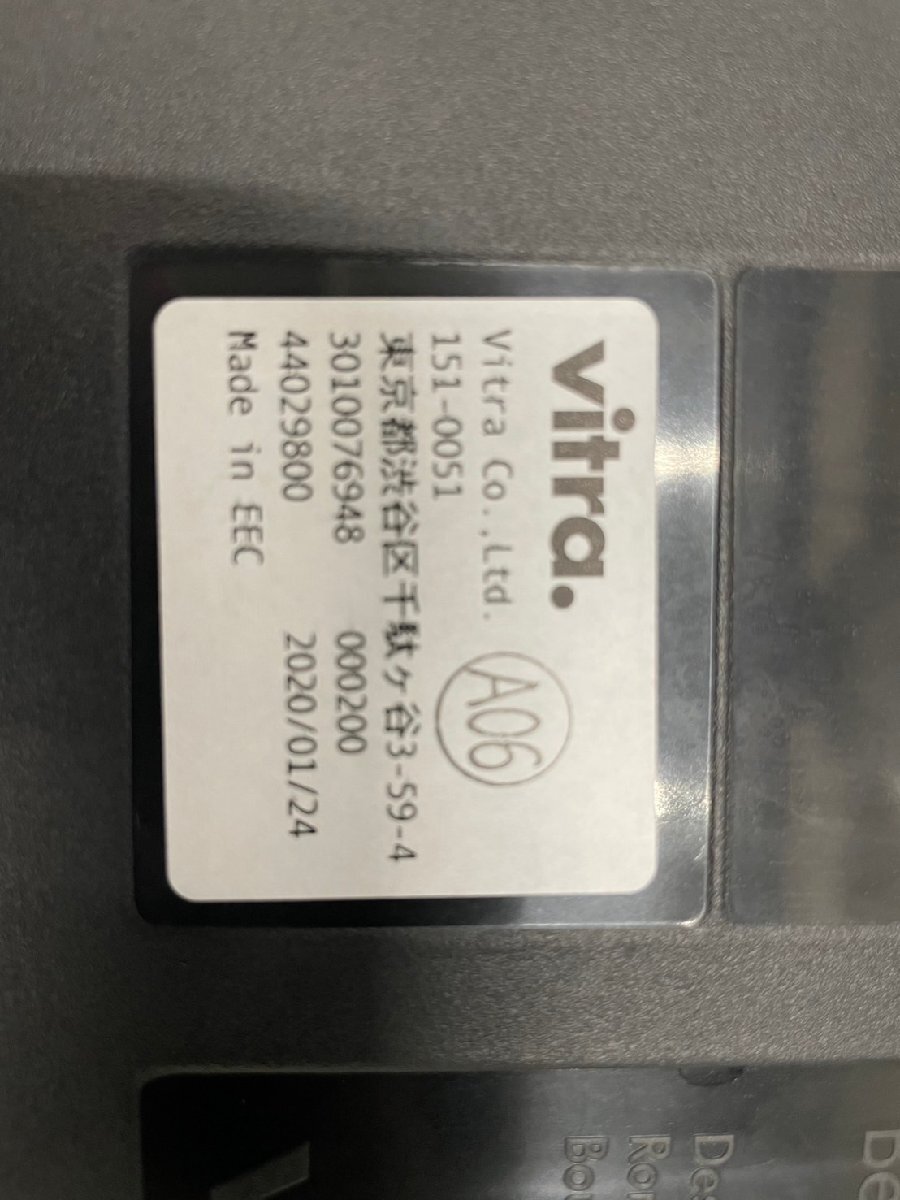 vitra.
Vitra Co.,Ltd.
A06
151-0051
東京都渋谷区千駄ヶ谷3-59-4
3010076948 000200
44029800 2020/01/24
Made in EEC